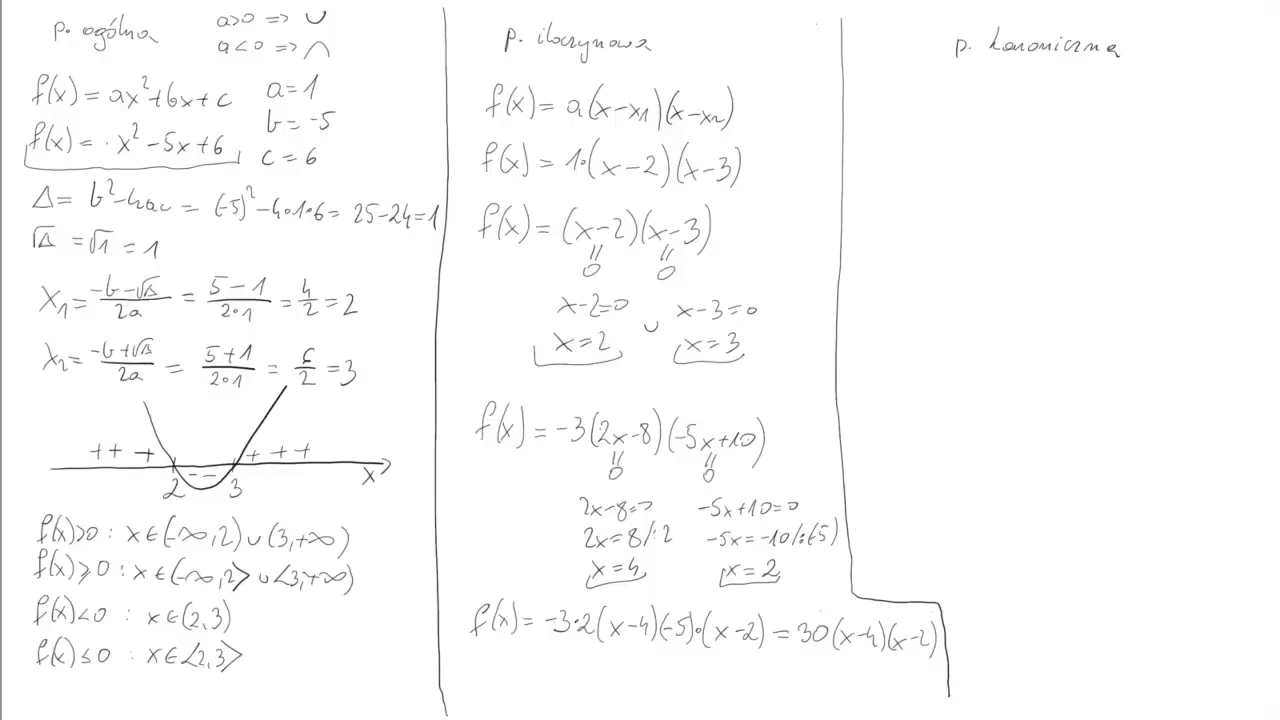 p. ogólna
a>0 => ∪
a<0 => ∩
f(x) = ax²+bx+c
a=1
f(x) = x² - 5x + 6
b = -5
c = 6
Δ = b²-4ac = (-5)² - 4·1·6 = 25-24 = 1
√Δ = √1 = 1
x₁ = (-b-√Δ)/2a = (5-1)/(2·1) = 4/2 = 2
x₂ = (-b+√Δ)/2a = (5+1)/(2·1) = 6/2 = 3
++ + -- + + +
2 3 x
f(x)>0 : x∈(-∞,2)∪(3,+∞)
f(x)≥0 : x∈(-∞,2>∪<3,+∞)
f(x)<0 : x∈(2,3)
f(x)≤0 : x∈<2,3>
p. iloczynowa
f(x) = a(x-x₁)(x-x₂)
f(x) = 1·(x-2)(x-3)
f(x) = (x-2)(x-3)
= =
0 0
x-2=0 ∪ x-3=0
x=2 x=3
f(x) = -3(2x-8)(-5x+10)
= =
0 0
2x-8=0 -5x+10=0
2x=8/:2 -5x=-10/:(-5)
x=4 x=2
f(x) = -3·2(x-4)(-5)·(x-2) = 30(x-4)(x-2)
p. kanoniczna